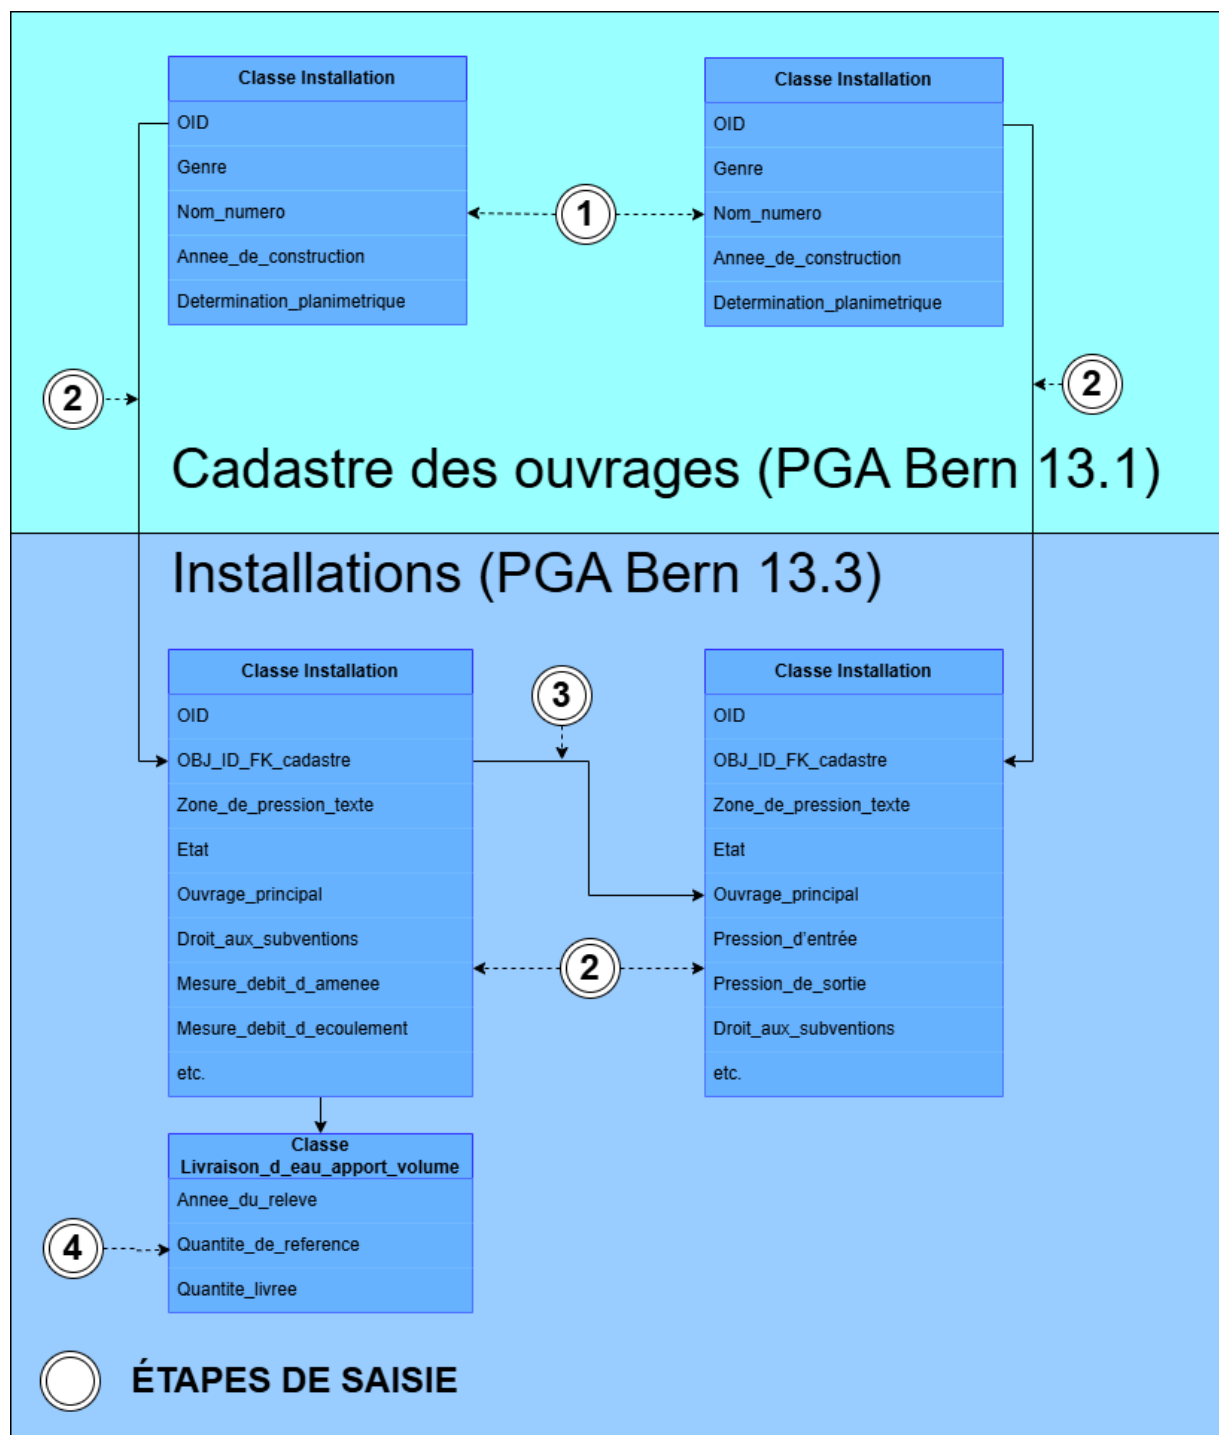 Classe Installation
OID
Genre
Nom_numero
Annee_de_construction
Determination_planimetrique
Classe Installation
OID
Genre
Nom_numero
Annee_de_construction
Determination_planimetrique
1
2
2
Cadastre des ouvrages (PGA Bern 13.1)
Installations (PGA Bern 13.3)
Classe Installation
OID
OBJ_ID_FK_cadastre
Zone_de_pression_texte
Etat
Ouvrage_principal
Droit_aux_subventions
Mesure_debit_d_amenee
Mesure_debit_d_ecoulement
etc.
3
2
Classe Installation
OID
OBJ_ID_FK_cadastre
Zone_de_pression_texte
Etat
Ouvrage_principal
Pression_d'entrée
Pression_de_sortie
Droit_aux_subventions
etc.
Classe
Livraison_d_eau_apport_volume
Annee_du_releve
Quantite_de_reference
Quantite_livree
4
ÉTAPES DE SAISIE